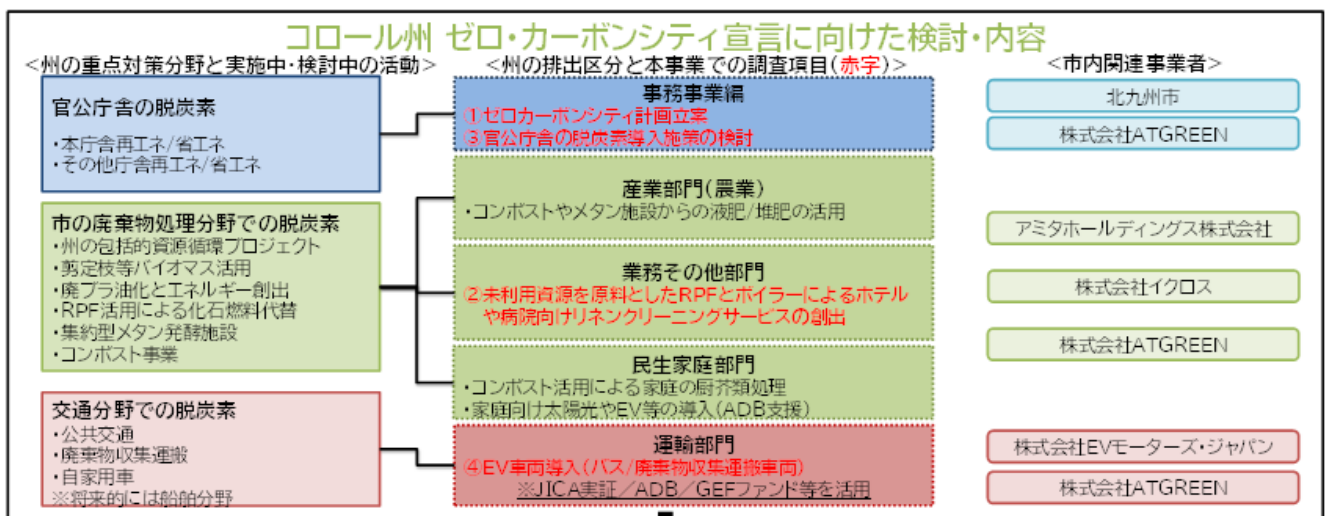 コロール州 ゼロ・カーボンシティ宣言に向けた検討・内容
<州の重点対策分野と実施中・検討中の活動>
官公庁舎の脱炭素
・本庁舎再エネ/省エネ
・その他庁舎再エネ/省エネ
市の廃棄物処理分野での脱炭素
・州の包括的資源循環プロジェクト
・剪定枝等バイオマス活用
・廃プラ油化とエネルギー創出
・RPF活用による化石燃料代替
・集約型メタン発酵施設
・コンポスト事業
交通分野での脱炭素
・公共交通
・廃棄物収集運搬
・自家用車
※将来的には船舶分野
<州の排出区分と本事業での調査項目(赤字)>
事務事業編
①ゼロカーボンシティ計画立案
③官公庁舎の脱炭素導入施策の検討
産業部門(農業)
・コンポストやメタン施設からの液肥/堆肥の活用
業務その他部門
②未利用資源を原料としたRPFとボイラーによるホテル
や病院向けリネンクリーニングサービスの創出
民生家庭部門
・コンポスト活用による家庭の厨芥類処理
・家庭向け太陽光やEV等の導入(ADB支援)
運輸部門
④EV車両導入(バス/廃棄物収集運搬車両)
※JICA実証/ADB/GEFファンド等を活用
<市内関連事業者>
北九州市
株式会社ATGREEN
アミタホールディングス株式会社
株式会社イクロス
株式会社ATGREEN
株式会社EVモーターズ・ジャパン
株式会社ATGREEN